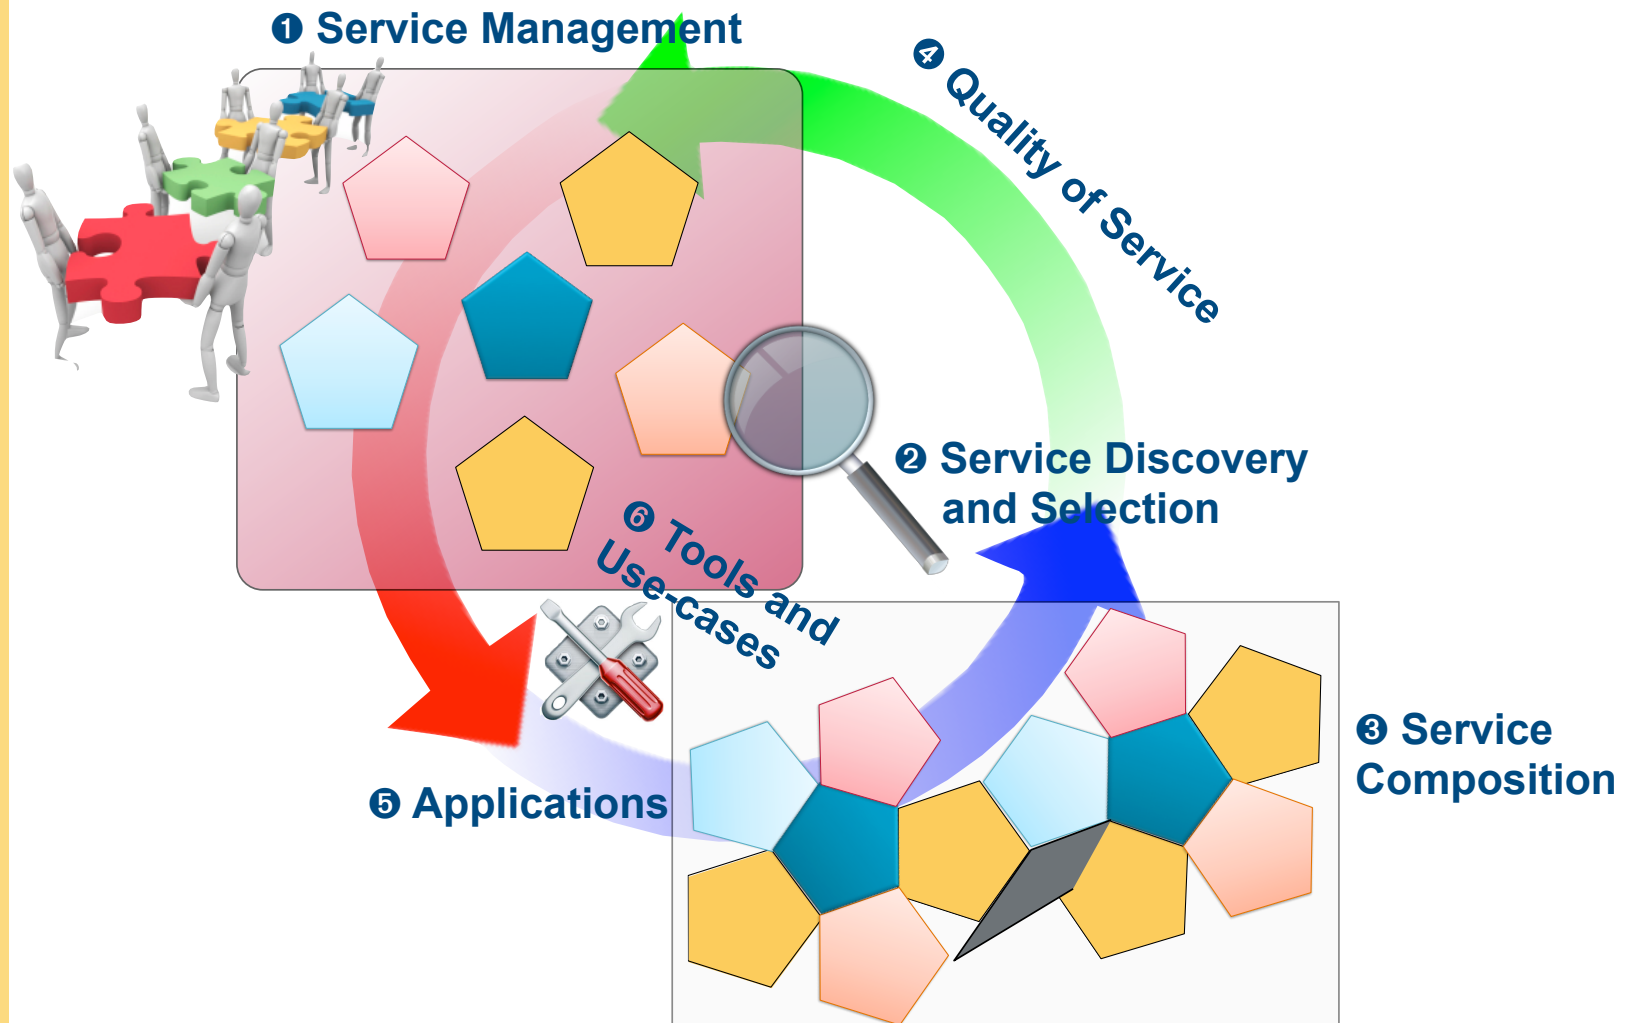 ❶ Service Management
❹ Quality of Service
❷ Service Discovery
and Selection
❻ Tools and
Use-cases
❸ Service
Composition
❺ Applications